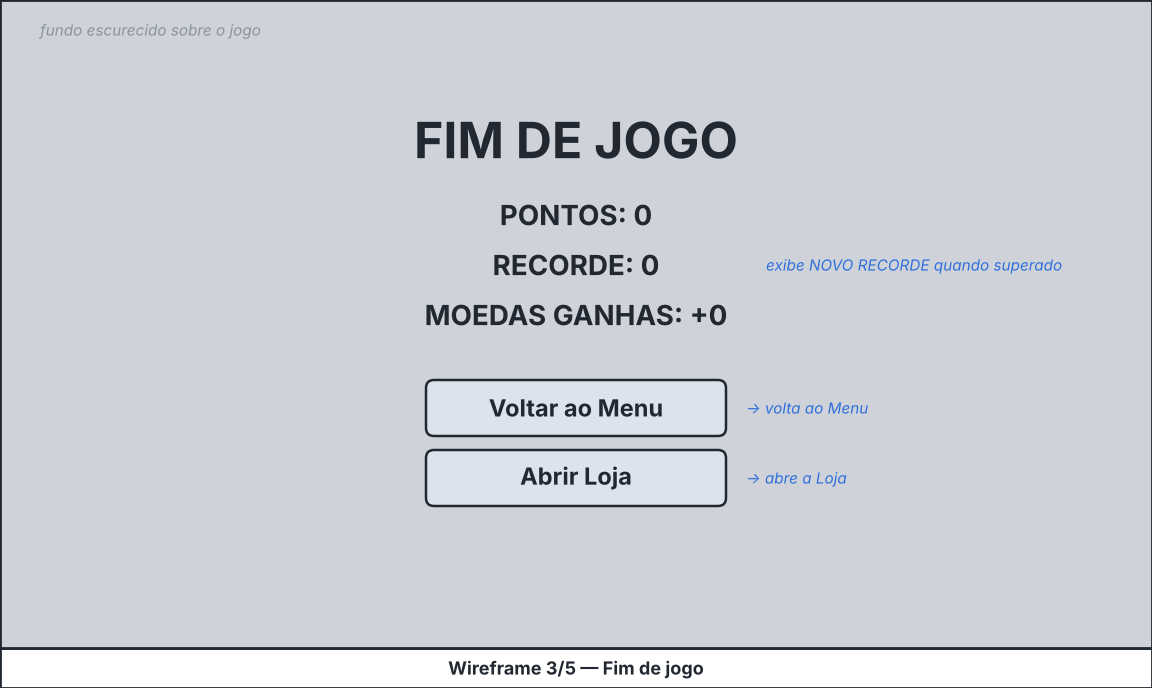 fundo escurecido sobre o jogo
FIM DE JOGO
PONTOS: 0
RECORDE: 0
exibe NOVO RECORDE quando superado
MOEDAS GANHAS: +0
Voltar ao Menu
→ volta ao Menu
Abrir Loja
→ abre a Loja
Wireframe 3/5 — Fim de jogo